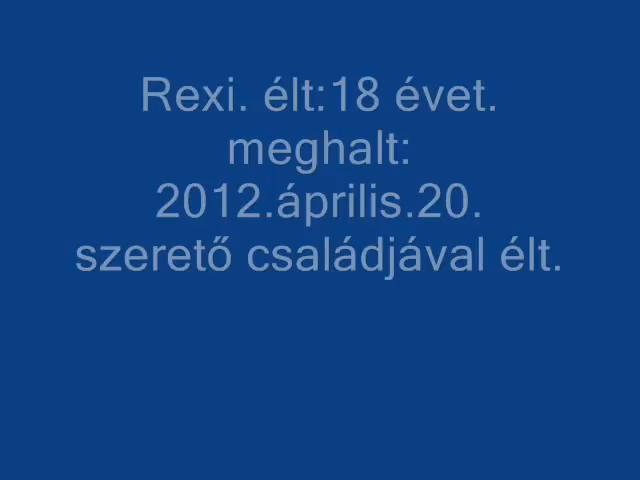 Rexi. élt:18 évet.
meghalt:
2012.április.20.
szerető családjával élt.